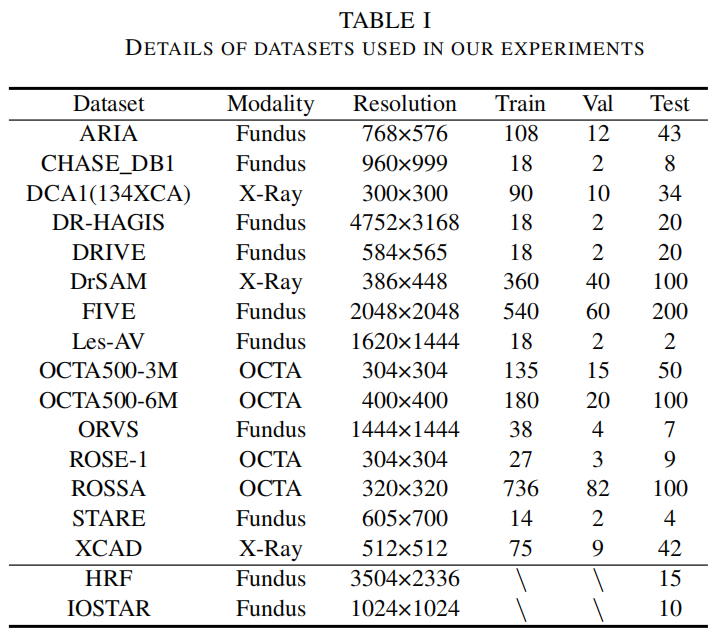 TABLE I
DETAILS OF DATASETS USED IN OUR EXPERIMENTS
Dataset Modality Resolution Train Val Test
ARIA Fundus 768×576 108 12 43
CHASE_DB1 Fundus 960×999 18 2 8
DCA1(134XCA) X-Ray 300×300 90 10 34
DR-HAGIS Fundus 4752×3168 18 2 20
DRIVE Fundus 584×565 18 2 20
DrSAM X-Ray 386×448 360 40 100
FIVE Fundus 2048×2048 540 60 200
Les-AV Fundus 1620×1444 18 2 2
OCTA500-3M OCTA 304×304 135 15 50
OCTA500-6M OCTA 400×400 180 20 100
ORVS Fundus 1444×1444 38 4 7
ROSE-1 OCTA 304×304 27 3 9
ROSSA OCTA 320×320 736 82 100
STARE Fundus 605×700 14 2 4
XCAD X-Ray 512×512 75 9 42
HRF Fundus 3504×2336 \ \ 15
IOSTAR Fundus 1024×1024 \ \ 10